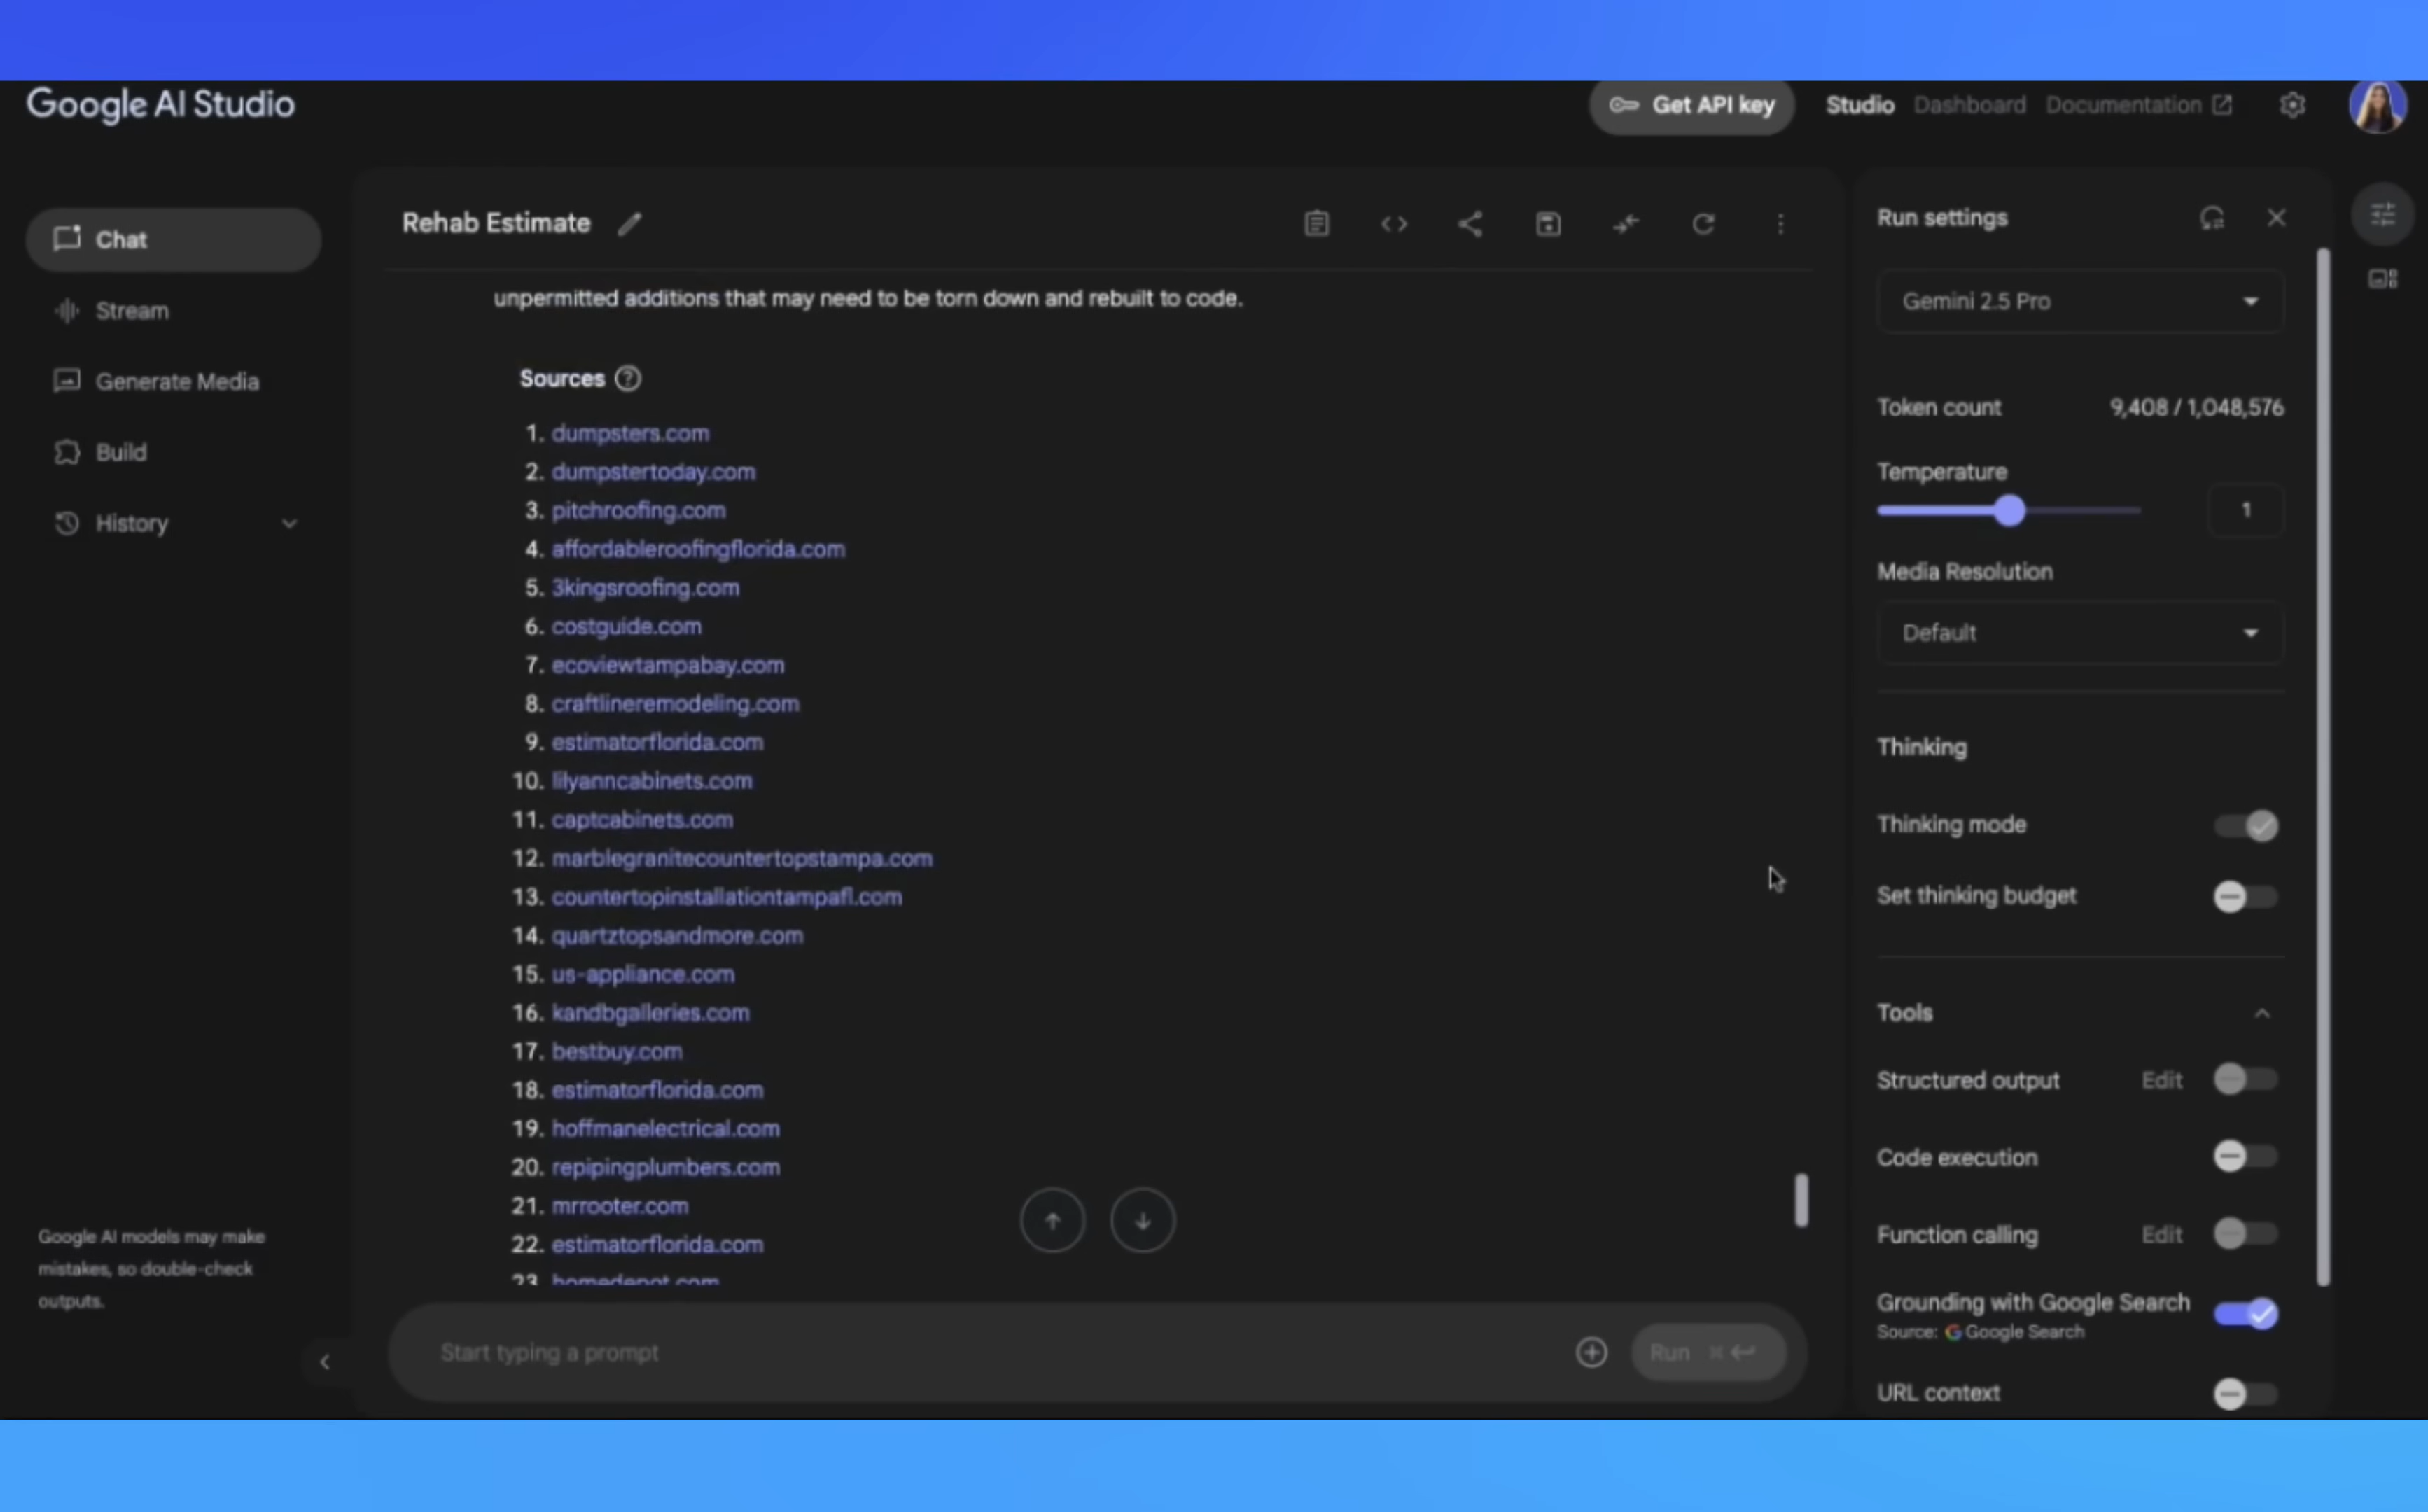 Google AI Studio
Get API key
Studio
Dashboard
Documentation
Chat
Stream
Generate Media
Build
History
Google AI models may make
mistakes, so double-check
outputs.
Rehab Estimate
unpermitted additions that may need to be torn down and rebuilt to code.
Sources
1. dumpsters.com
2. dumpstertoday.com
3. pitchroofing.com
4. affordableroofingflorida.com
5. 3kingsroofing.com
6. costguide.com
7. ecoviewtampabay.com
8. craftlineremodeling.com
9. estimatorflorida.com
10. lilyanncabinets.com
11. captcabinets.com
12. marblegranitecountertopstampa.com
13. countertopinstallationtampafl.com
14. quartztopsandmore.com
15. us-appliance.com
16. kandbgalleries.com
17. bestbuy.com
18. estimatorflorida.com
19. hoffmanelectrical.com
20. repipingplumbers.com
21. mrrooter.com
22. estimatorflorida.com
23. homedepot.com
Start typing a prompt
Run ⌘
Run settings
Gemini 2.5 Pro
Token count 9,408 / 1,048,576
Temperature
1
Media Resolution
Default
Thinking
Thinking mode
Set thinking budget
Tools
Structured output Edit
Code execution
Function calling Edit
Grounding with Google Search
Source: G Google Search
URL context